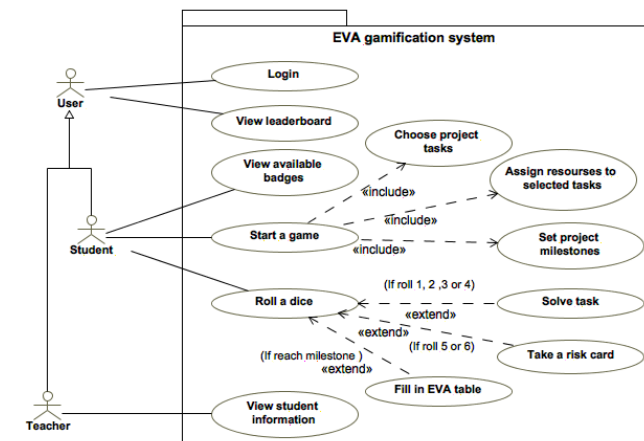 EVA gamification system
Login
User
View leaderboard
Choose project
tasks
View available
badges
Assign resourses to
selected tasks
«include»
«include»
Student
Start a game
«include»
Set project
milestones
(If roll 1, 2 ,3 or 4)
Roll a dice
Solve task
«extend»
«extend»
(If roll 5 or 6)
(If reach milestone )
«extend»
Take a risk card
Fill in EVA table
View student
information
Teacher